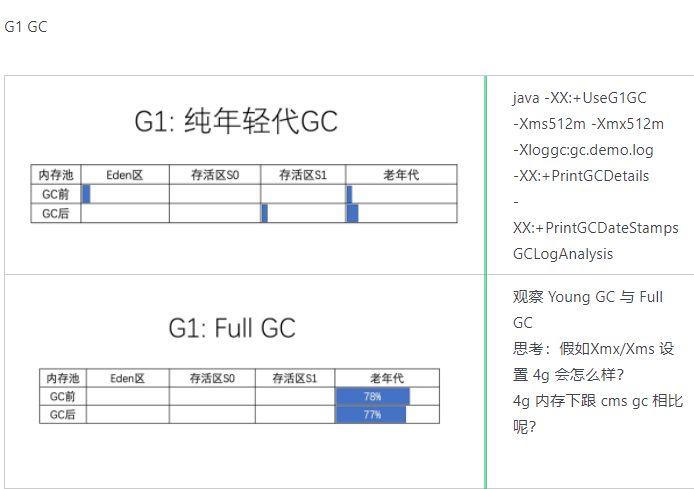 G1 GC
G1: 纯年轻代GC
内存池 Eden区 存活区S0 存活区S1 老年代
GC前
GC后
java -XX:+UseG1GC
-Xms512m -Xmx512m
-Xloggc:gc.demo.log
-XX:+PrintGCDetails
-
XX:+PrintGCDateStamps
GCLogAnalysis
G1: Full GC
内存池 Eden区 存活区S0 存活区S1 老年代
GC前 78%
GC后 77%
观察 Young GC 与 Full
GC
思考：假如Xmx/Xms 设
置 4g 会怎么样?
4g 内存下跟 cms gc 相比
呢?